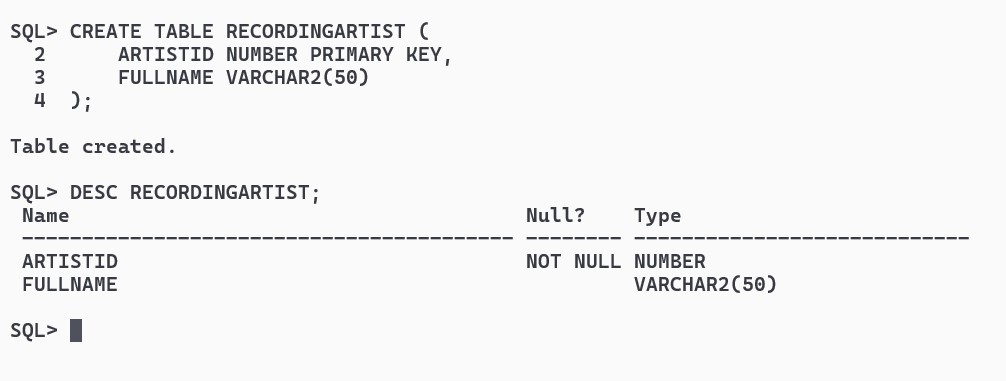 SQL> CREATE TABLE RECORDINGARTIST (
  2      ARTISTID NUMBER PRIMARY KEY,
  3      FULLNAME VARCHAR2(50)
  4  );
Table created.
SQL> DESC RECORDINGARTIST;
 Name                                      Null?    Type
 ----------------------------------------- -------- ----------------------------
 ARTISTID                                  NOT NULL NUMBER
 FULLNAME                                           VARCHAR2(50)
SQL>